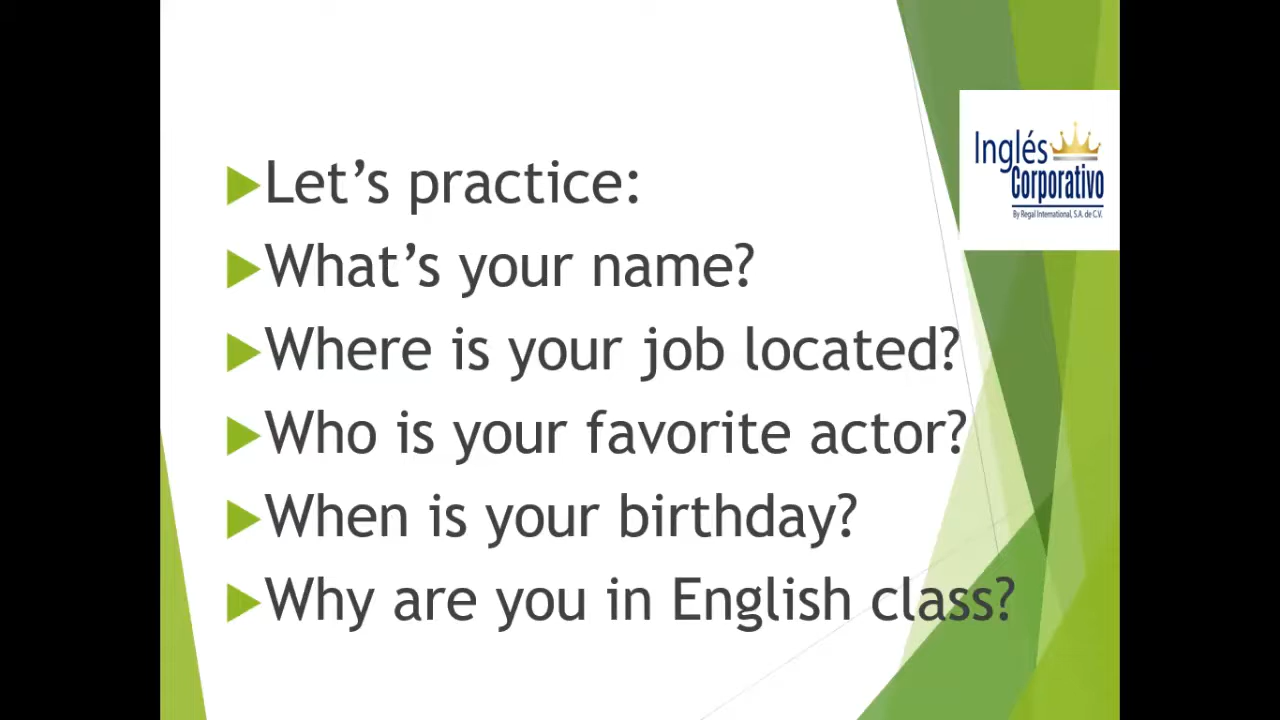 Let’s practice:
What’s your name?
Where is your job located?
Who is your favorite actor?
When is your birthday?
Why are you in English class?
Inglés
Corporativo
By Regal International, S.A. de C.V.